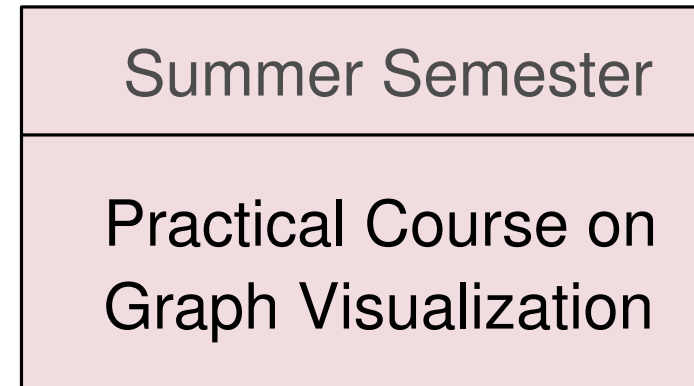 Summer Semester
Practical Course on
Graph Visualization